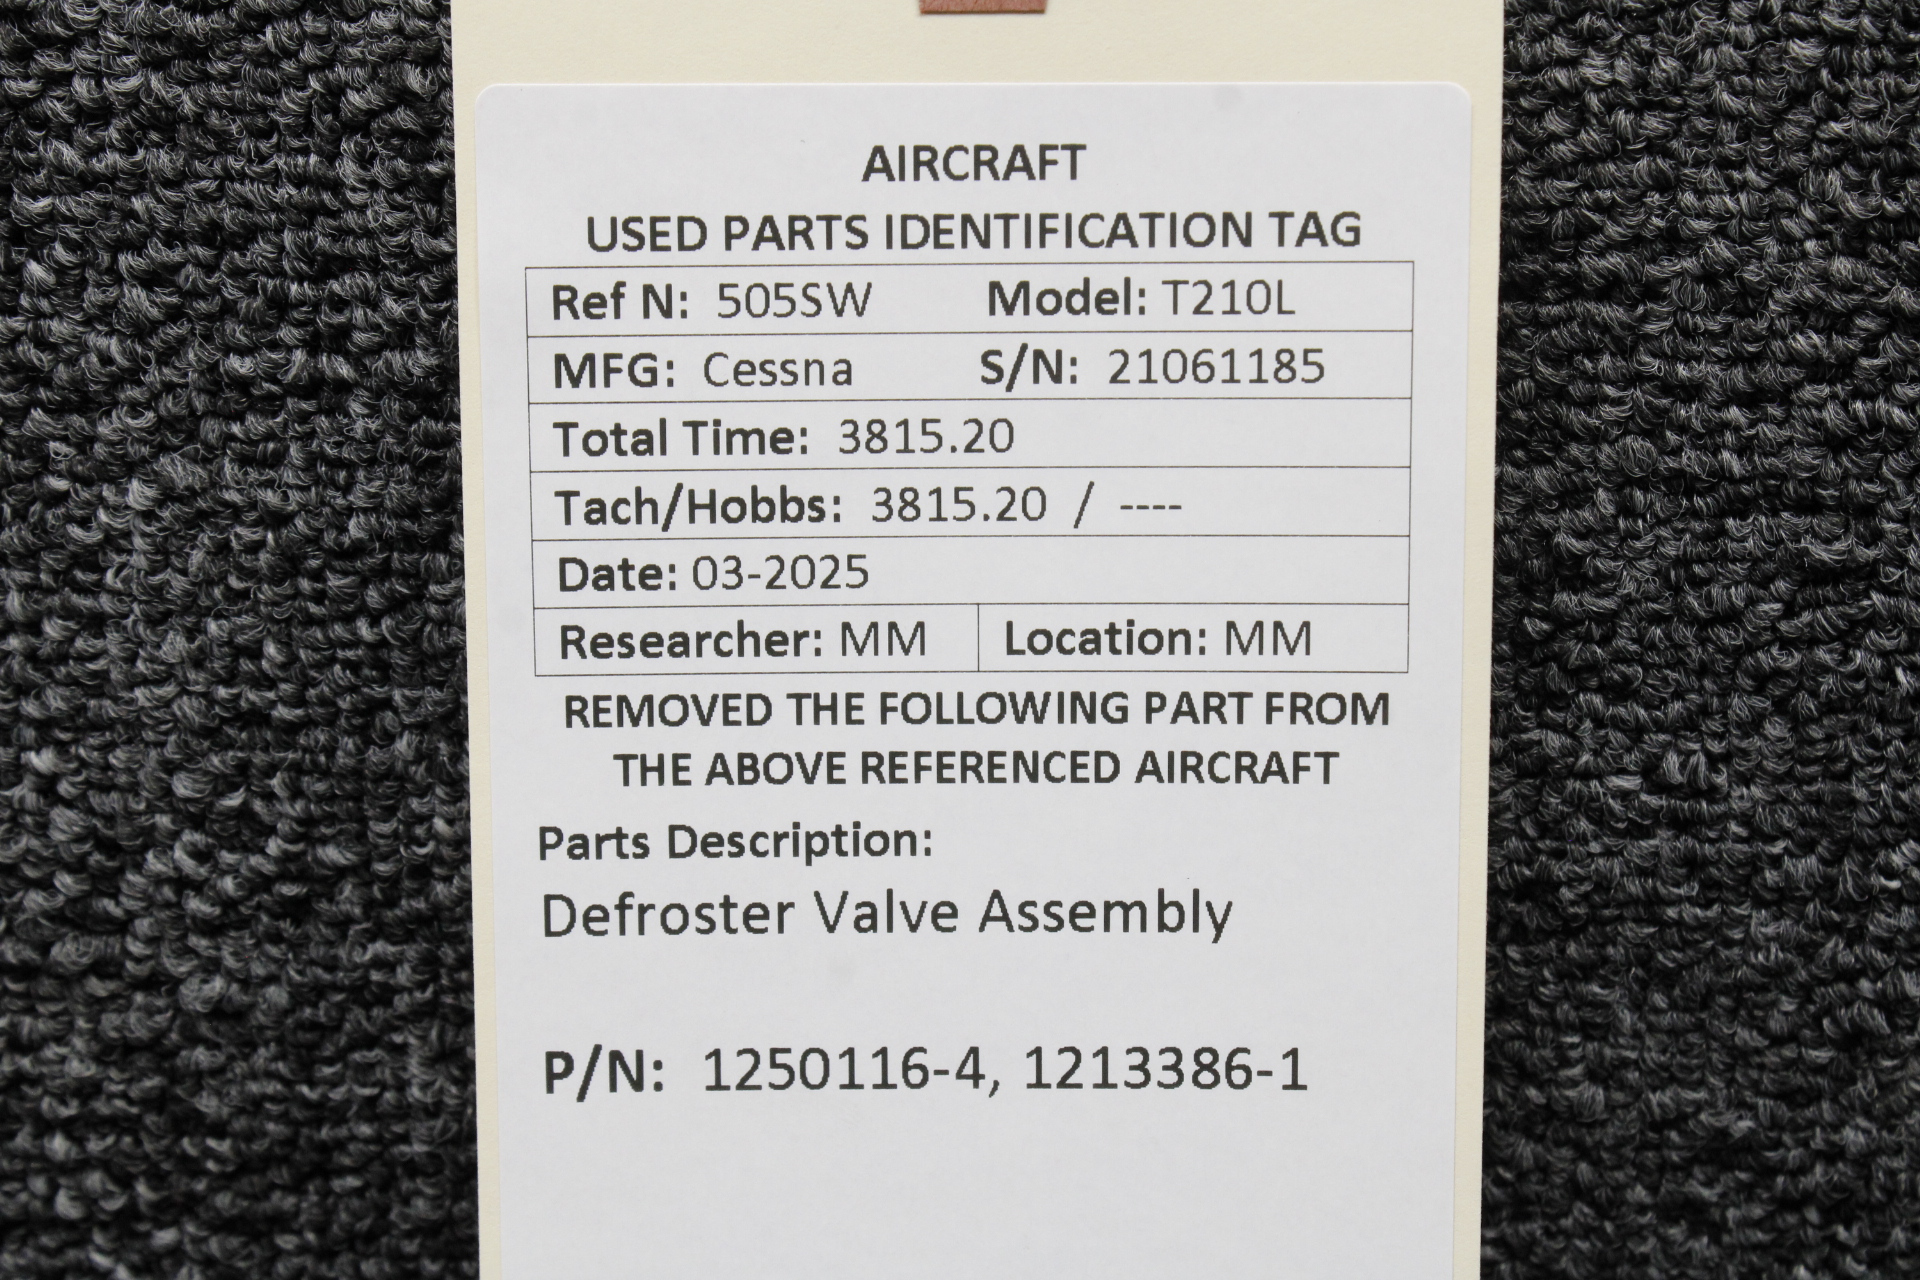 AIRCRAFT
USED PARTS IDENTIFICATION TAG
Ref N: 505SW Model: T210L
MFG: Cessna S/N: 21061185
Total Time: 3815.20
Tach/Hobbs: 3815.20 / ----
Date: 03-2025
Researcher: MM Location: MM
REMOVED THE FOLLOWING PART FROM
THE ABOVE REFERENCED AIRCRAFT
Parts Description:
Defroster Valve Assembly
P/N: 1250116-4, 1213386-1